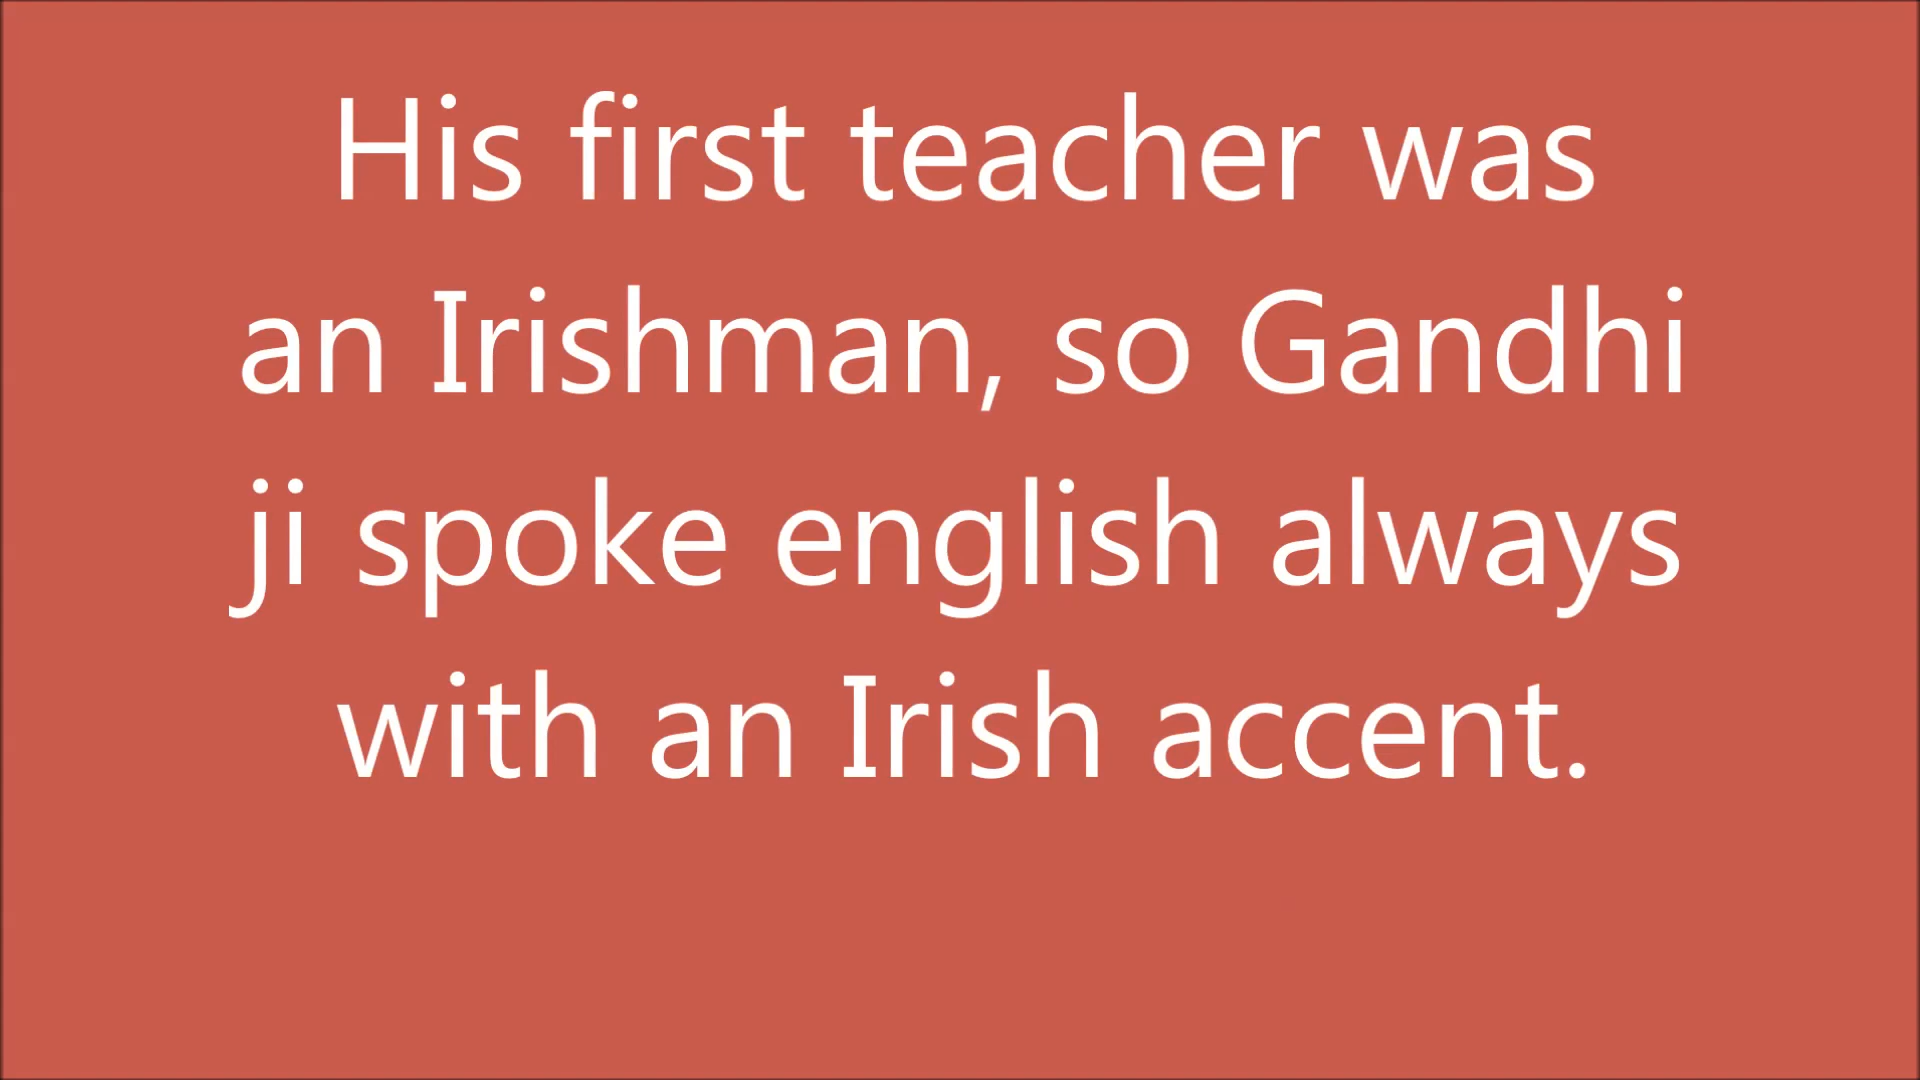 His first teacher was
an Irishman, so Gandhi
ji spoke english always
with an Irish accent.